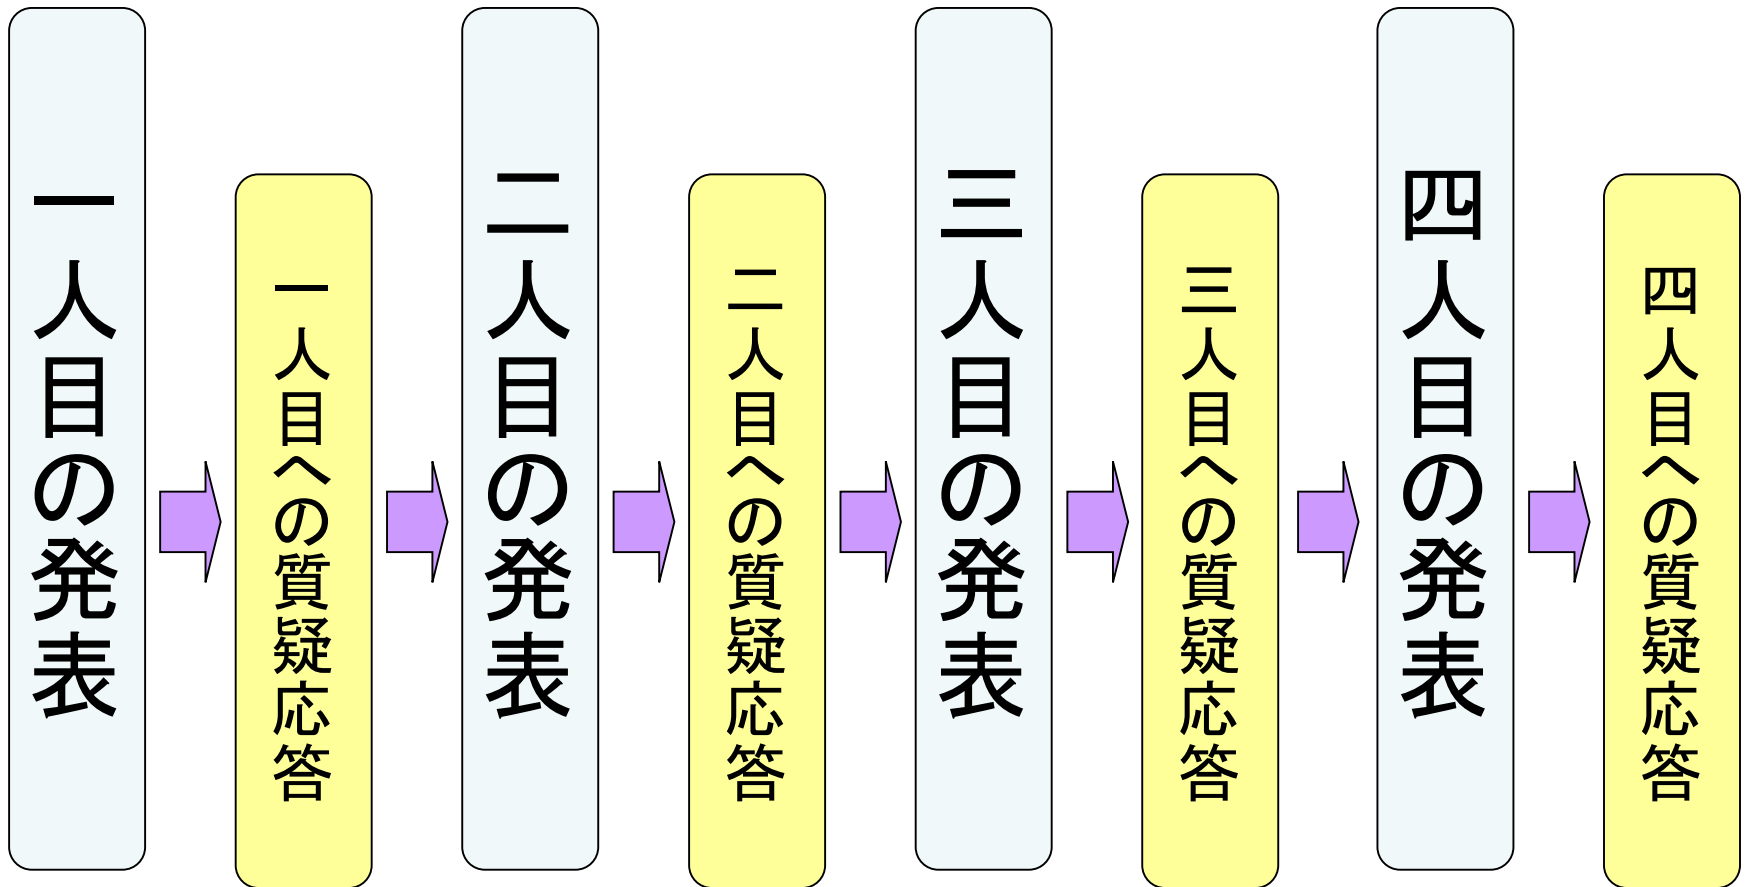 一人目の発表
一人目への質疑応答
二人目の発表
二人目への質疑応答
三人目の発表
三人目への質疑応答
四人目の発表
四人目への質疑応答